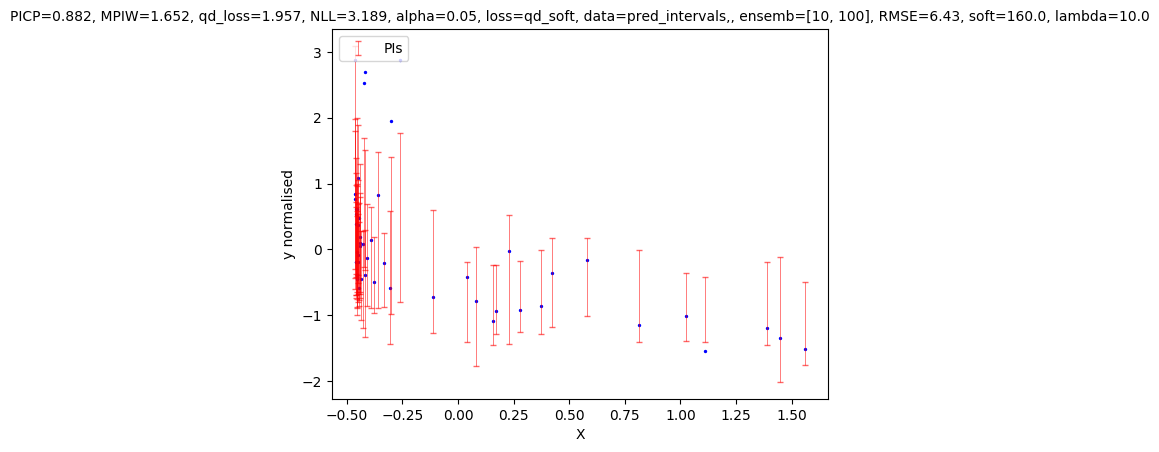 PICP=0.882, MPIW=1.652, qd_loss=1.957, NLL=3.189, alpha=0.05, loss=qd_soft, data=pred_intervals,, ensemb=[10, 100], RMSE=6.43, soft=160.0, lambda=10.0
PIs
3
2
1
0
−1
−2
y normalised
−0.50 −0.25 0.00 0.25 0.50 0.75 1.00 1.25 1.50
X